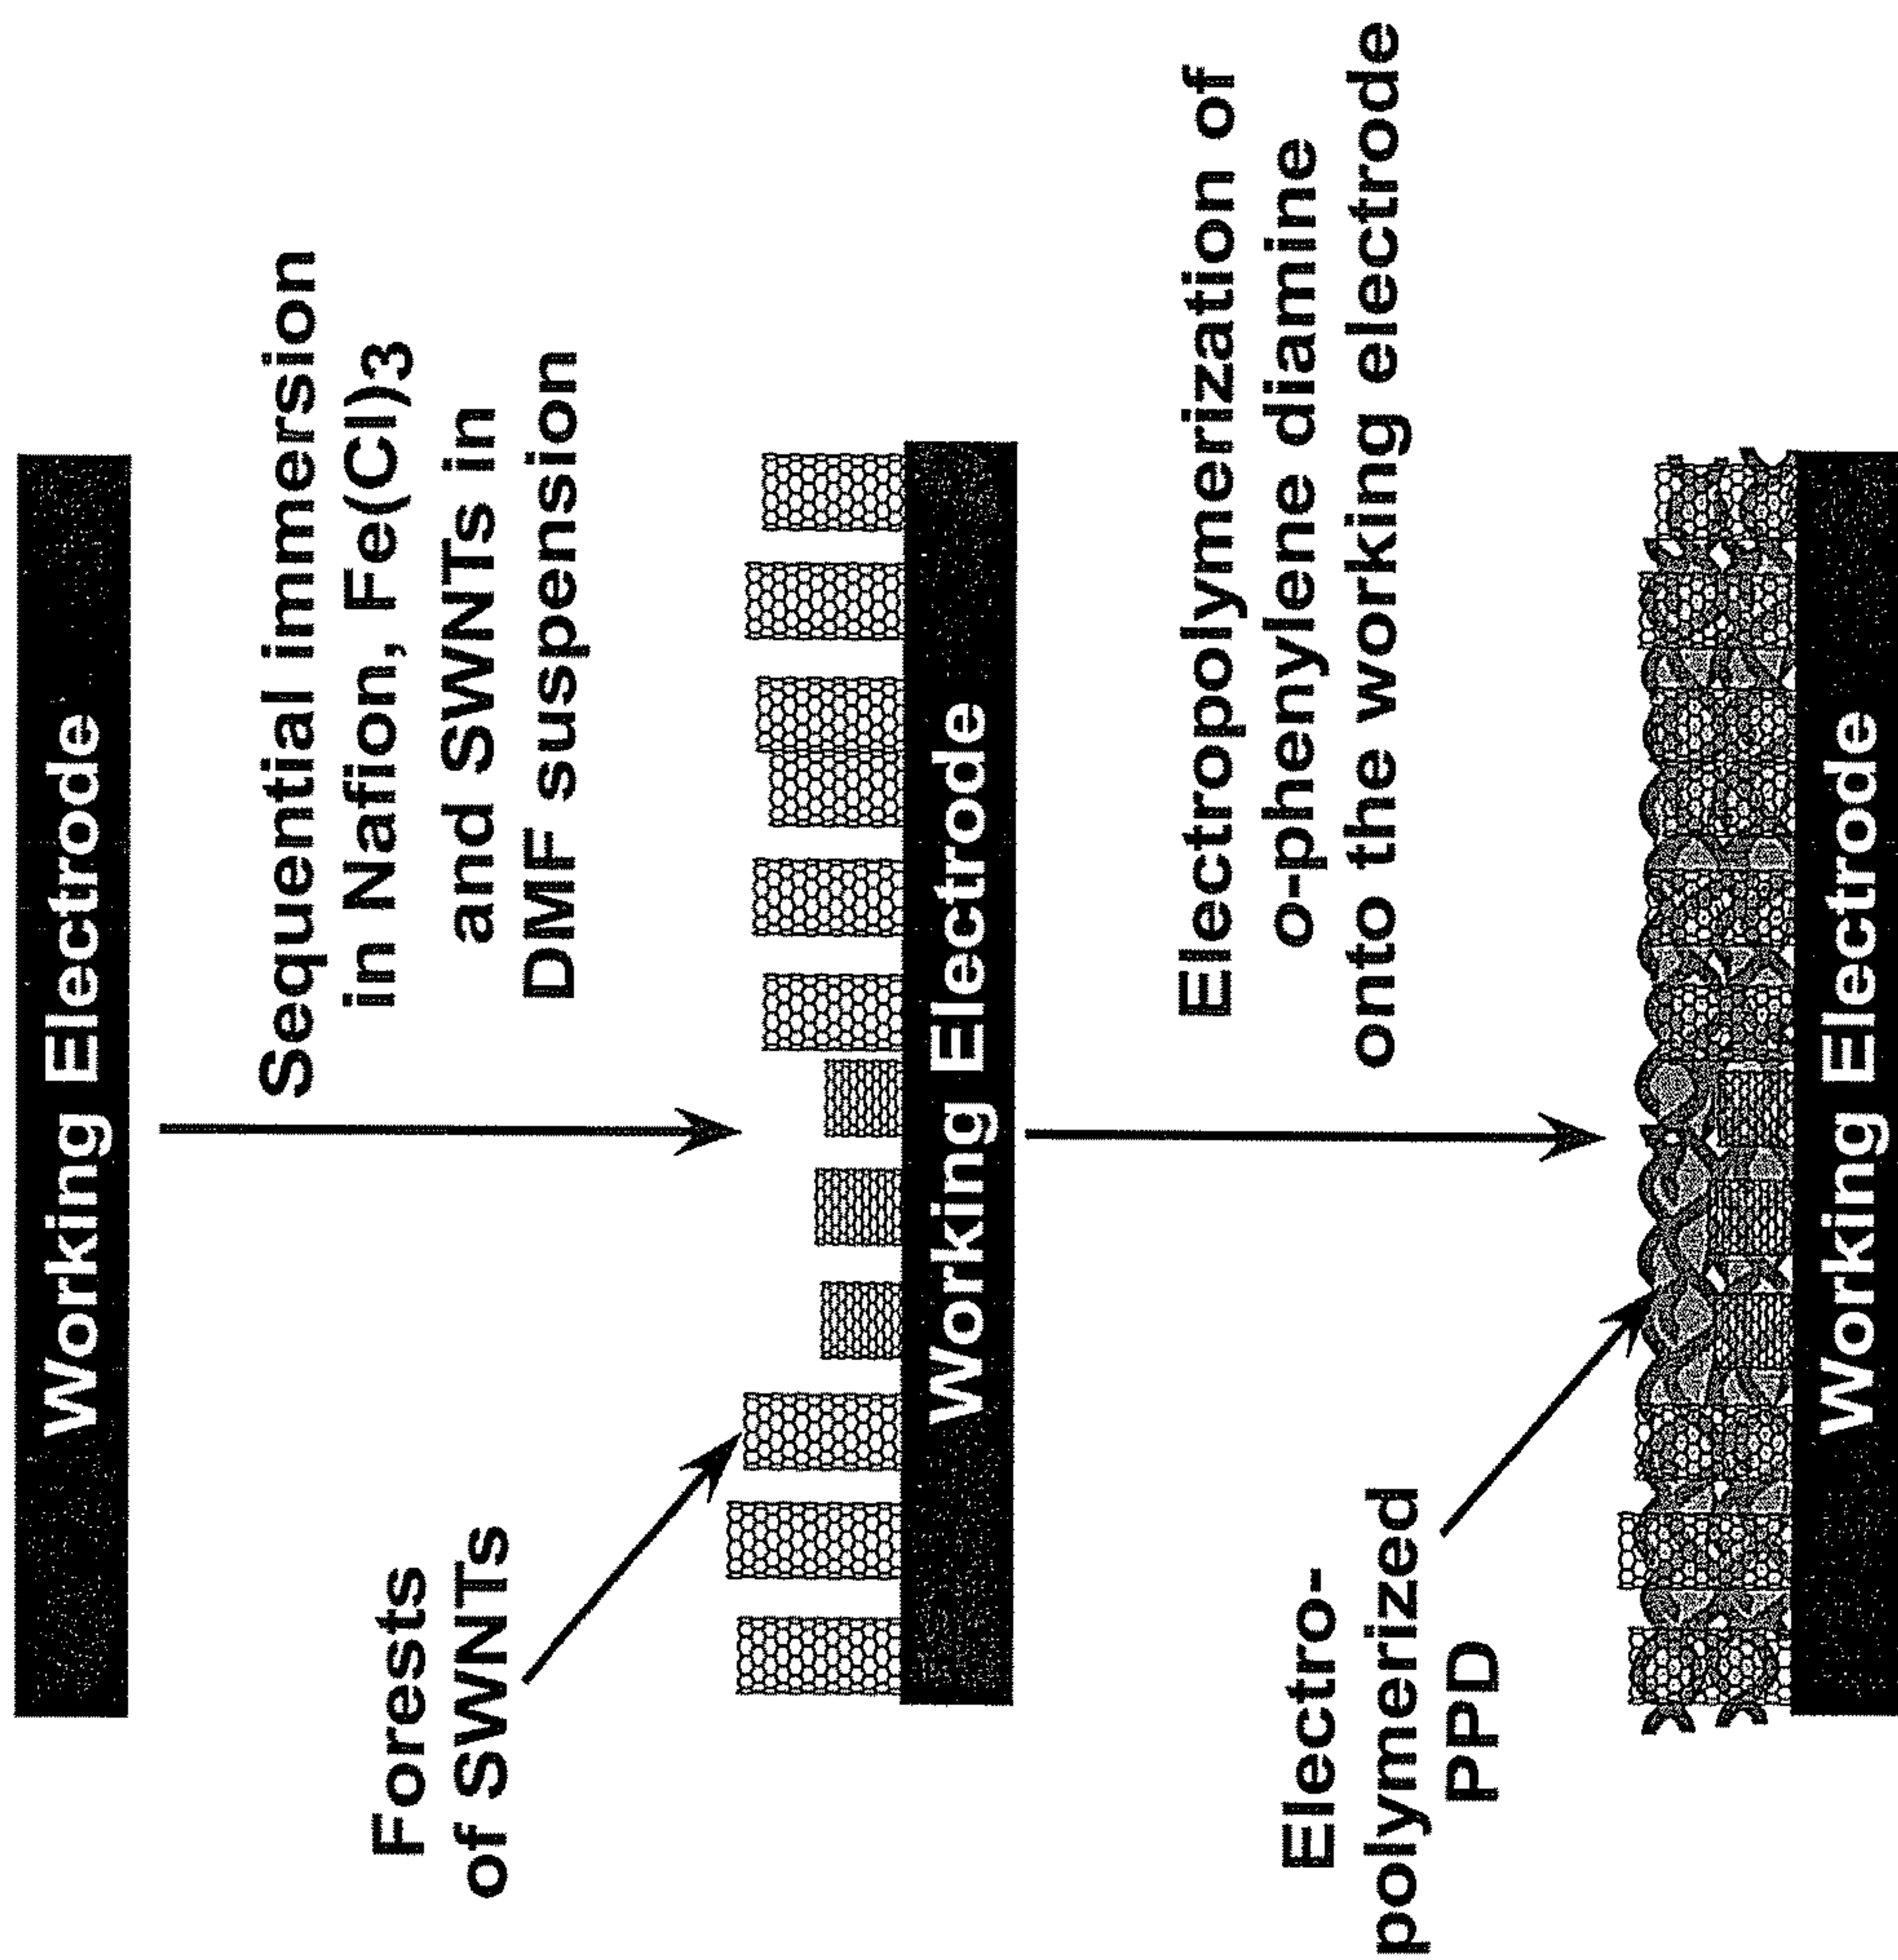 Working Electrode
Sequential immersion
in Nafion, Fe(Cl)3
and SWNTs in
DMF suspension
Forests
of SWNTs
Working Electrode
Electropolymerization of
o-phenylene diamine
onto the working electrode
Electro-
polymerized
PPD
Working Electrode